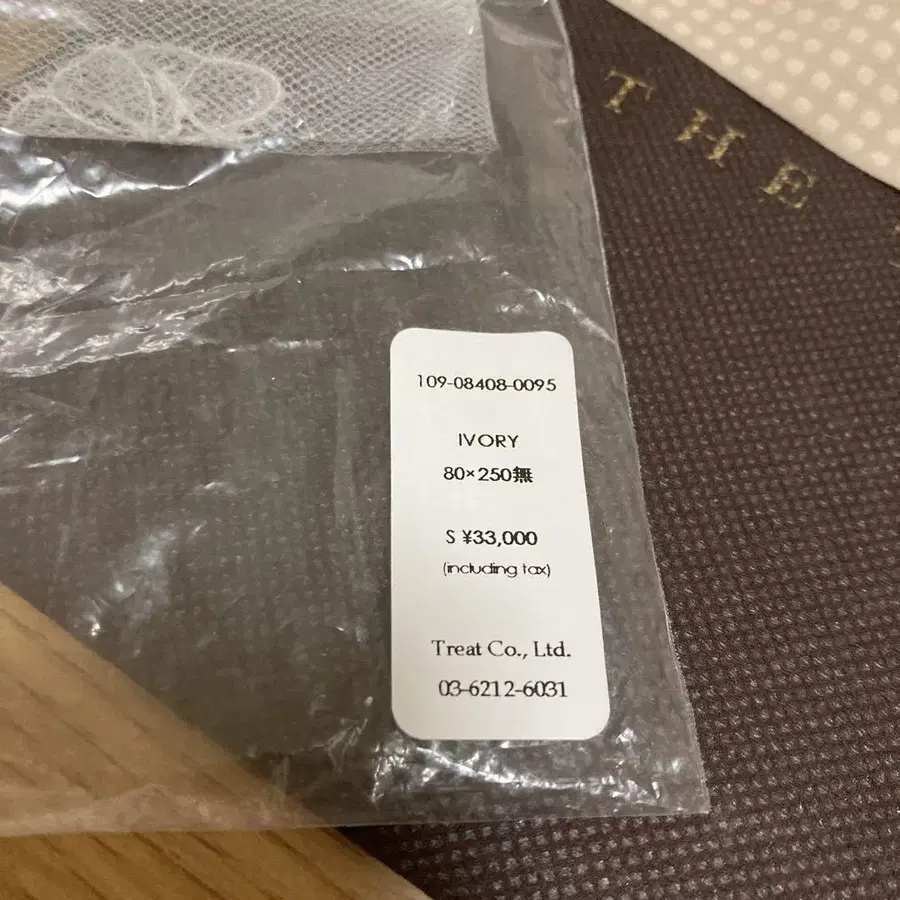 THE
109-08408-0095
IVORY
80×250無
S ¥33,000
(including tax)
Treat Co., Ltd.
03-6212-6031